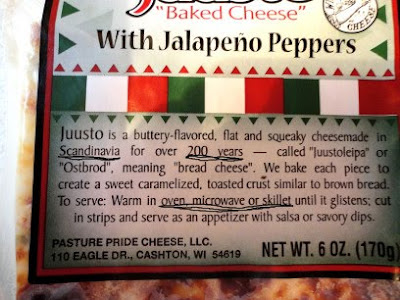 "Baked Cheese"
With Jalapeño Peppers
CHEESE
Juusto is a buttery-flavored, flat and squeaky cheesemade in
Scandinavia for over 200 years — called "Juustoleipa" or
"Ostbrod", meaning "bread cheese". We bake each piece to
create a sweet caramelized, toasted crust similar to brown bread.
To serve: Warm in oven, microwave or skillet until it glistens; cut
in strips and serve as an appetizer with salsa or savory dips.
PASTURE PRIDE CHEESE, LLC.
110 EAGLE DR., CASHTON, WI 54619
NET WT. 6 OZ. (170g)